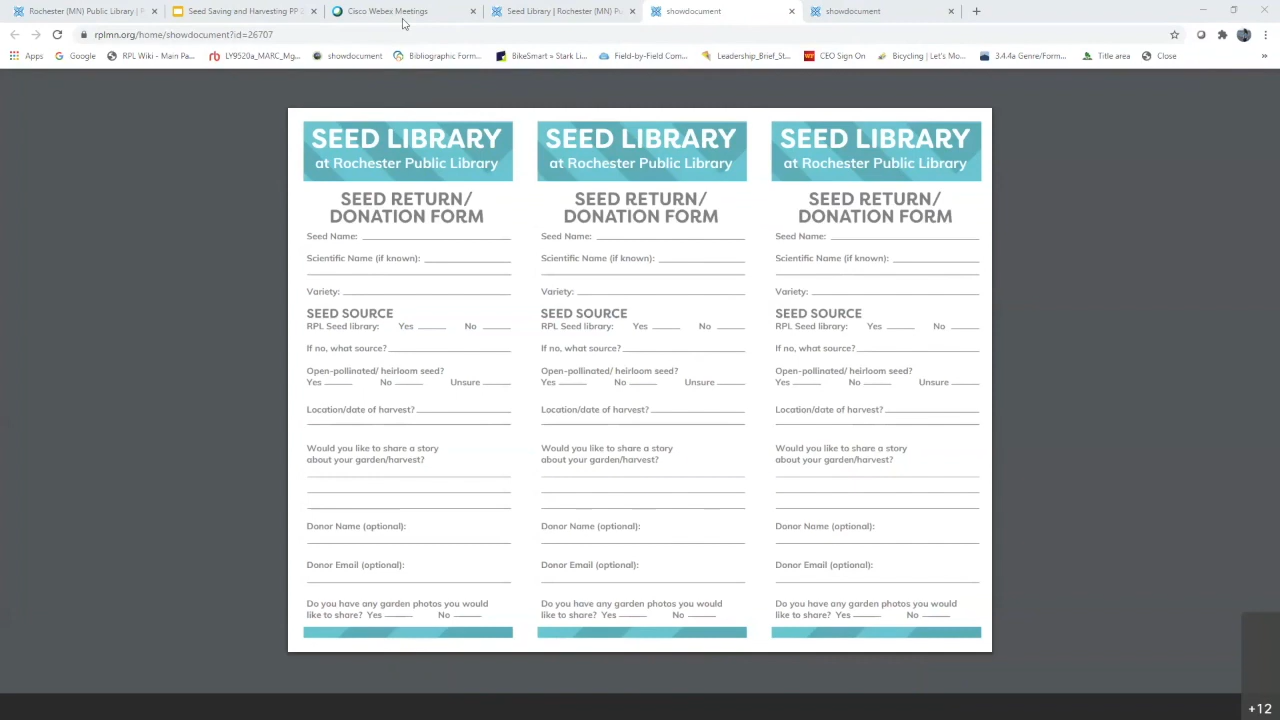 Rochester (MN) Public Library | R
Seed Saving and Harvesting PP
Cisco Webex Meetings
Seed Library | Rochester (MN) Pu
showdocument
showdocument
rplmn.org/home/showdocument?id=26707
Apps
Google
RPL Wiki - Main Pa...
LY9520a_MARC_Mg...
showdocument
Bibliographic Form...
BikeSmart = Stark Li...
Field-by-Field Com...
Leadership_Brief_St...
CEO Sign On
Bicycling | Let's Mo...
3.4.4a Genre/Form...
Title area
Close
SEED LIBRARY
at Rochester Public Library
SEED RETURN/
DONATION FORM
Seed Name:
Scientific Name (if known):
Variety:
SEED SOURCE
RPL Seed library: Yes No
If no, what source?
Open-pollinated/ heirloom seed?
Yes No Unsure
Location/date of harvest?
Would you like to share a story
about your garden/harvest?
Donor Name (optional):
Donor Email (optional):
Do you have any garden photos you would
like to share? Yes No
SEED LIBRARY
at Rochester Public Library
SEED RETURN/
DONATION FORM
Seed Name:
Scientific Name (if known):
Variety:
SEED SOURCE
RPL Seed library: Yes No
If no, what source?
Open-pollinated/ heirloom seed?
Yes No Unsure
Location/date of harvest?
Would you like to share a story
about your garden/harvest?
Donor Name (optional):
Donor Email (optional):
Do you have any garden photos you would
like to share? Yes No
SEED LIBRARY
at Rochester Public Library
SEED RETURN/
DONATION FORM
Seed Name:
Scientific Name (if known):
Variety:
SEED SOURCE
RPL Seed library: Yes No
If no, what source?
Open-pollinated/ heirloom seed?
Yes No Unsure
Location/date of harvest?
Would you like to share a story
about your garden/harvest?
Donor Name (optional):
Donor Email (optional):
Do you have any garden photos you would
like to share? Yes No
+12